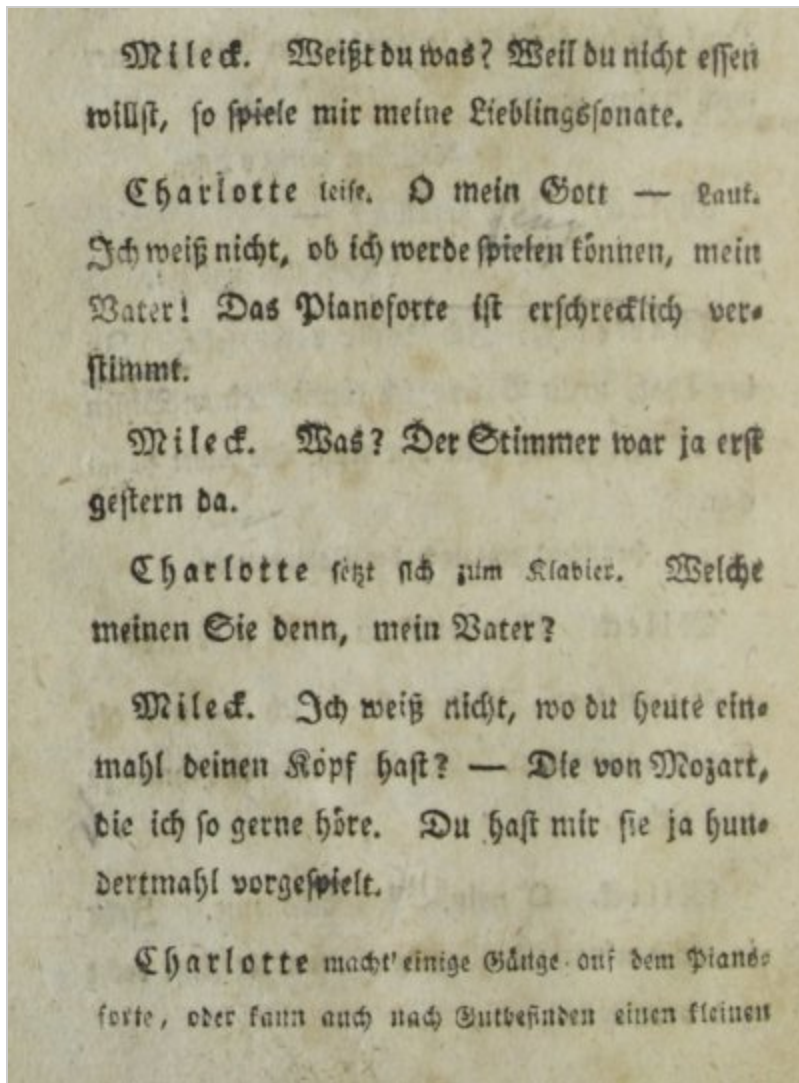 Mileck. Weißt du was? Weil du nicht essen
willst, so spiele mir meine Lieblingssonate.
Charlotte leise. O mein Gott — Laut.
Ich weiß nicht, ob ich werde spielen können, mein
Vater! Das Pianoforte ist erschrecklich ver-
stimmt.
Mileck. Was? Der Stimmer war ja erst
gestern da.
Charlotte setzt sich zum Klavier. Welche
meinen Sie denn, mein Vater?
Mileck. Ich weiß nicht, wo du heute ein-
mahl deinen Kopf hast? — Die von Mozart,
die ich so gerne höre. Du hast mir sie ja hun-
dertmahl vorgespielt.
Charlotte macht einige Gänge auf dem Piano-
forte, oder kann auch nach Gutbefinden einen kleinen